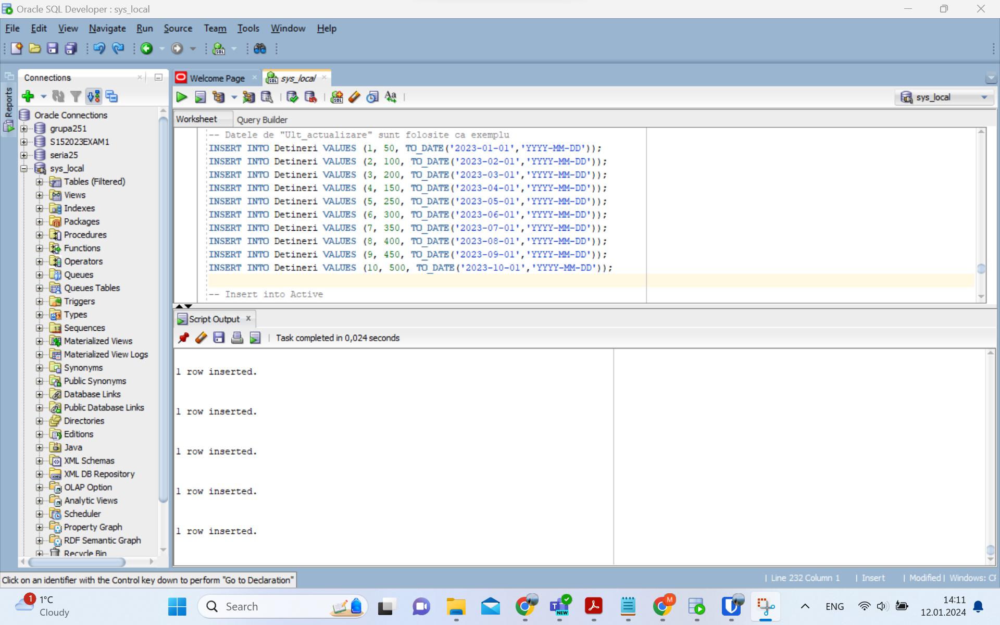 Oracle SQL Developer : sys_local
File Edit View Navigate Run Source Team Tools Window Help
Reports
Connections
Oracle Connections
grupa251
S152023EXAM1
seria25
sys_local
Tables (Filtered)
Views
Indexes
Packages
Procedures
Functions
Operators
Queues
Queues Tables
Triggers
Types
Sequences
Materialized Views
Materialized View Logs
Synonyms
Public Synonyms
Database Links
Public Database Links
Directories
Editions
Java
XML Schemas
XML DB Repository
OLAP Option
Analytic Views
Scheduler
Property Graph
RDF Semantic Graph
Recycle Bin
Welcome Page
sys_local
sys_local
Worksheet Query Builder
-- Datele de "Ult_actualizare" sunt folosite ca exemplu
INSERT INTO Detineri VALUES (1, 50, TO_DATE('2023-01-01','YYYY-MM-DD'));
INSERT INTO Detineri VALUES (2, 100, TO_DATE('2023-02-01','YYYY-MM-DD'));
INSERT INTO Detineri VALUES (3, 200, TO_DATE('2023-03-01','YYYY-MM-DD'));
INSERT INTO Detineri VALUES (4, 150, TO_DATE('2023-04-01','YYYY-MM-DD'));
INSERT INTO Detineri VALUES (5, 250, TO_DATE('2023-05-01','YYYY-MM-DD'));
INSERT INTO Detineri VALUES (6, 300, TO_DATE('2023-06-01','YYYY-MM-DD'));
INSERT INTO Detineri VALUES (7, 350, TO_DATE('2023-07-01','YYYY-MM-DD'));
INSERT INTO Detineri VALUES (8, 400, TO_DATE('2023-08-01','YYYY-MM-DD'));
INSERT INTO Detineri VALUES (9, 450, TO_DATE('2023-09-01','YYYY-MM-DD'));
INSERT INTO Detineri VALUES (10, 500, TO_DATE('2023-10-01','YYYY-MM-DD'));
-- Insert into Active
Script Output
Task completed in 0,024 seconds
1 row inserted.
1 row inserted.
1 row inserted.
1 row inserted.
1 row inserted.
Click on an identifier with the Control key down to perform "Go to Declaration"
| Line 232 Column 1 | Insert | Modified | Windows: CF
1
1°C
Cloudy
Search
NEW
M
ENG
14:11
12.01.2024